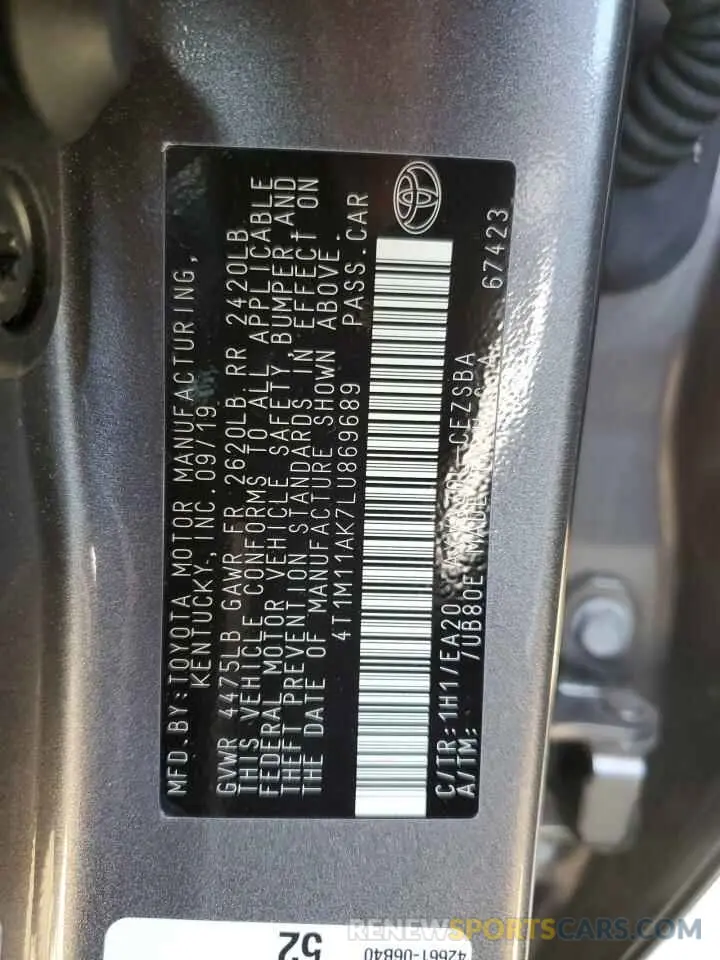 MFD.BY:TOYOTA MOTOR MANUFACTURING,
KENTUCKY, INC. 09/19
GVWR 4475LB GAWR FR 2620LB RR 2420LB
THIS VEHICLE CONFORMS TO ALL APPLICABLE
FEDERAL MOTOR VEHICLE SAFETY, BUMPER AND
THEFT PREVENTION STANDARDS IN EFFECT ON
THE DATE OF MANUFACTURE SHOWN ABOVE.
4T1M11AK7LU869689 PASS.CAR
C/TR:1H1/EA20 -CEZSBA
A/TM: /UB80E 67423
52
42661-06B40
RENEWSPORTSCARS.COM